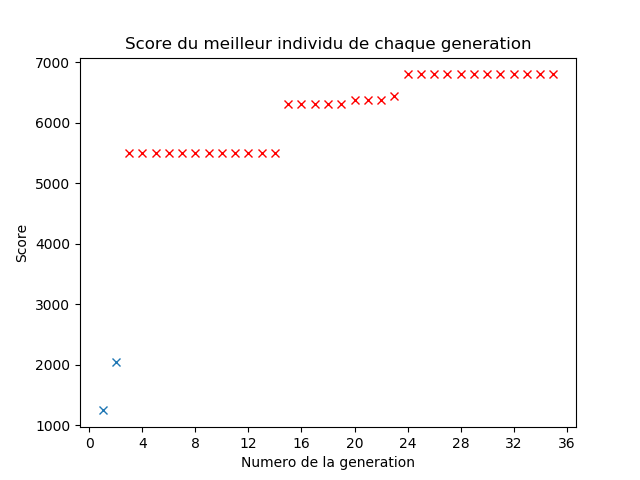 Score du meilleur individu de chaque generation
7000
6000
5000
4000
3000
2000
1000
Score
0 4 8 12 16 20 24 28 32 36
Numero de la generation